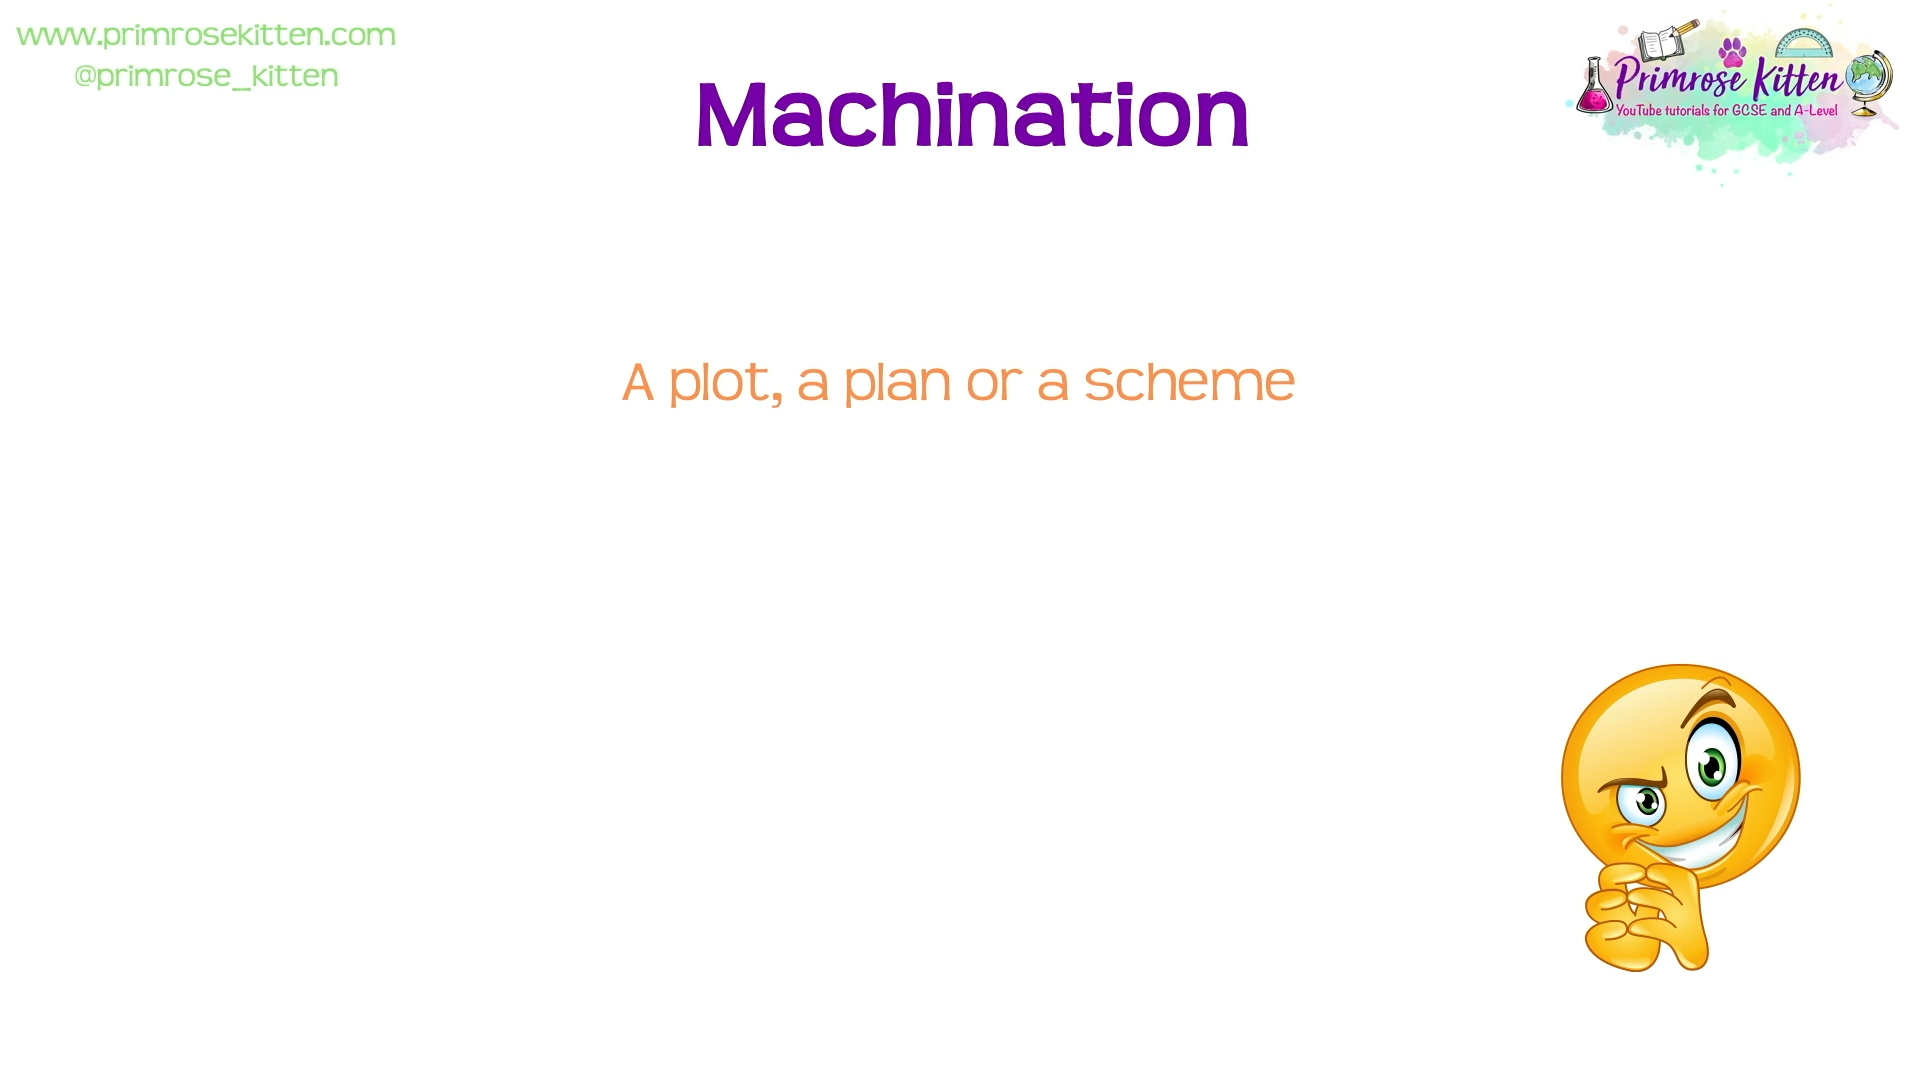 www.primrosekitten.com
@primrose_kitten
Machination
Primrose Kitten
YouTube tutorials for GCSE and A-Level
A plot, a plan or a scheme